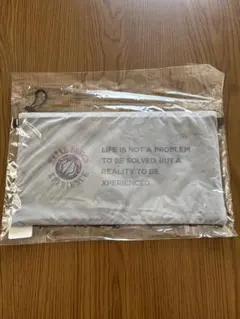 LIFE IS NOT A PROBLEM
TO BE SOLVED, BUT A
REALITY TO BE
XPERIENCED.